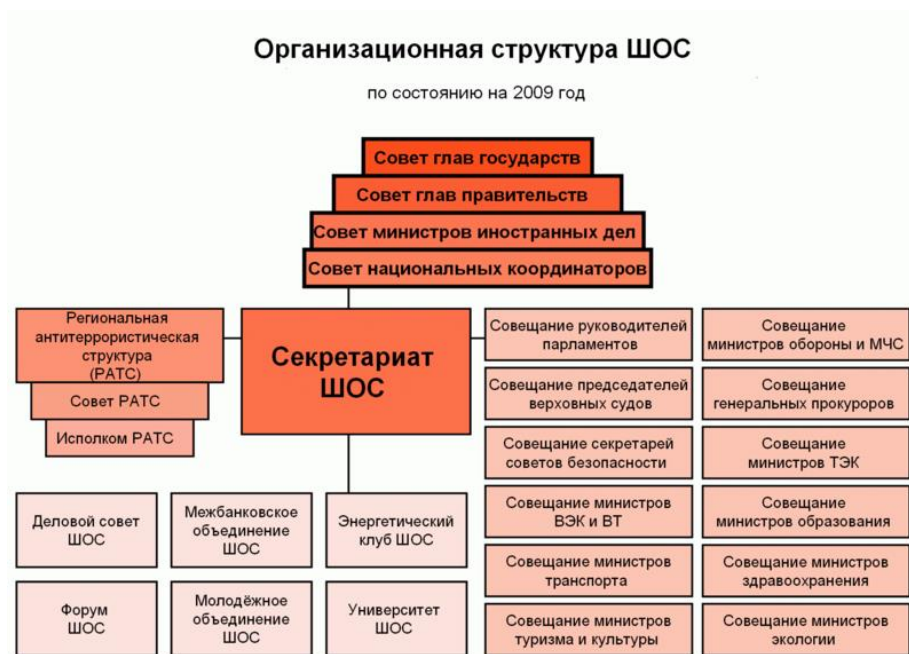 Организационная структура ШОС
по состоянию на 2009 год
Совет глав государств
Совет глав правительств
Совет министров иностранных дел
Совет национальных координаторов
Региональная
антитеррористическая
структура
(РАТС)
Совет РАТС
Исполком РАТС
Секретариат
ШОС
Совещание руководителей
парламентов
Совещание
министров обороны и МЧС
Совещание председателей
верховных судов
Совещание
генеральных прокуроров
Совещание секретарей
советов безопасности
Совещание
министров ТЭК
Совещание министров
ВЭК и ВТ
Совещание
министров образования
Совещание министров
транспорта
Совещание министров
здравоохранения
Совещание министров
туризма и культуры
Совещание министров
экологии
Деловой совет
ШОС
Межбанковское
объединение
ШОС
Энергетический
клуб ШОС
Форум
ШОС
Молодёжное
объединение
ШОС
Университет
ШОС